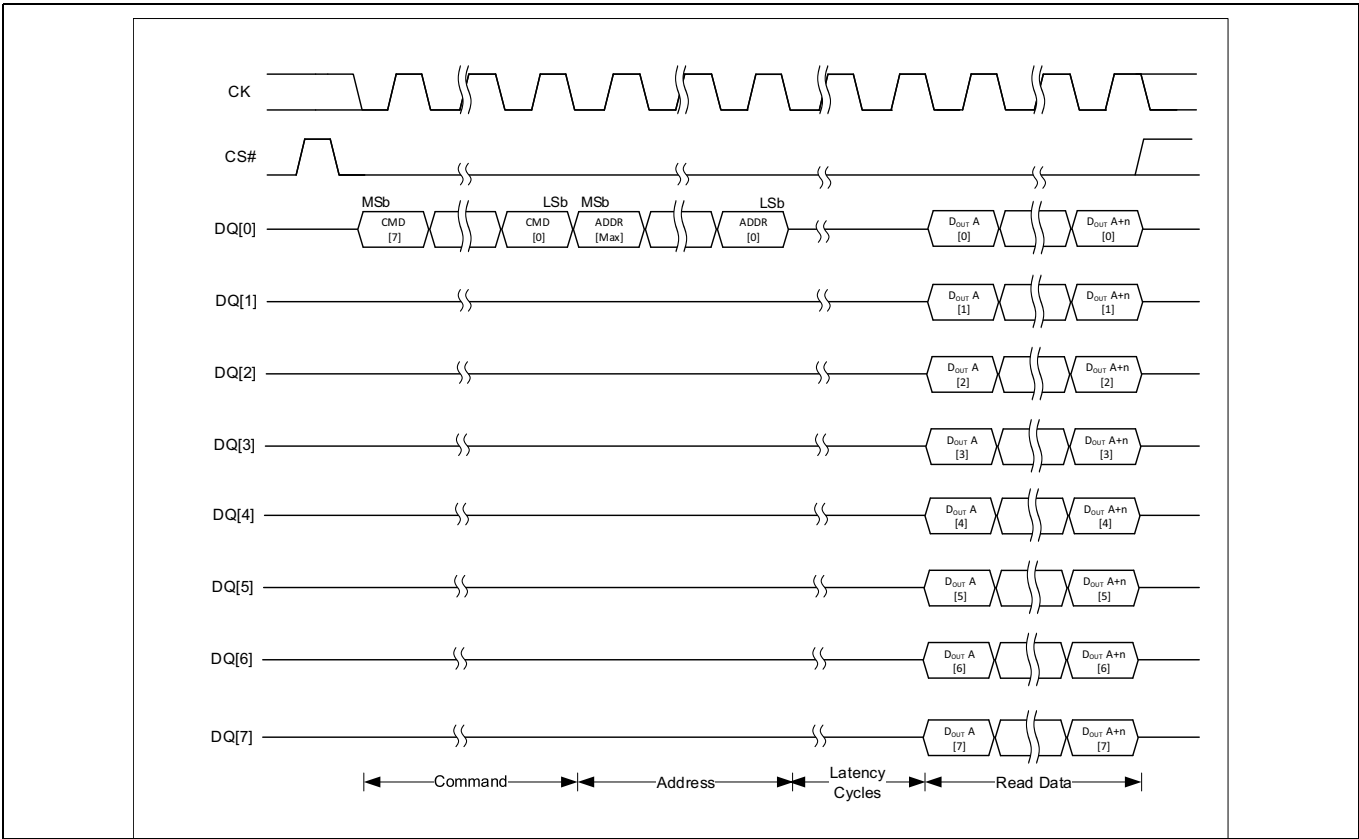 CK
CS#
MSb LSb MSb LSb
DQ[0] CMD [7] CMD [0] ADDR [Max] ADDR [0] DOUT A [0] DOUT A+n [0]
DQ[1] DOUT A [1] DOUT A+n [1]
DQ[2] DOUT A [2] DOUT A+n [2]
DQ[3] DOUT A [3] DOUT A+n [3]
DQ[4] DOUT A [4] DOUT A+n [4]
DQ[5] DOUT A [5] DOUT A+n [5]
DQ[6] DOUT A [6] DOUT A+n [6]
DQ[7] DOUT A [7] DOUT A+n [7]
Command Address Latency Cycles Read Data